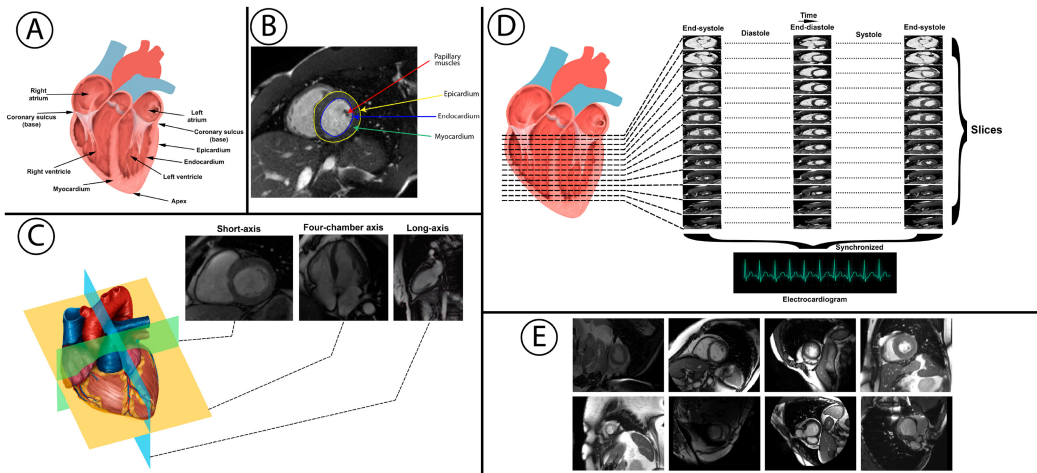 A
Right
atrium
Coronary sulcus
(base)
Left
atrium
Coronary sulcus
(base)
Epicardium
Endocardium
Right ventricle
Left ventricle
Myocardium
Apex
B
Papillary
muscles
Epicardium
Endocardium
Myocardium
C
Short-axis
Four-chamber axis
Long-axis
D
Time
End-systole
Diastole
End-diastole
Systole
End-systole
Slices
Synchronized
Electrocardiogram
E